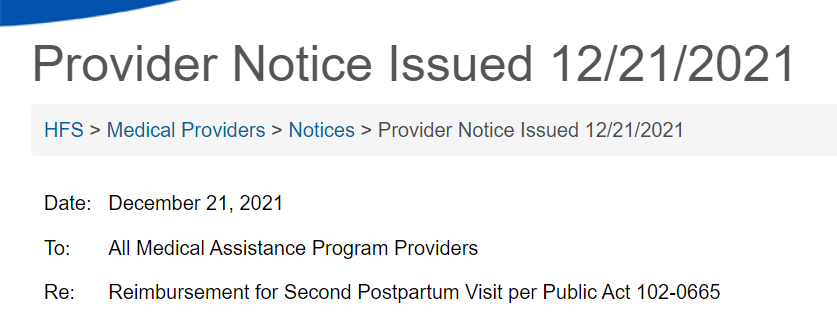 Provider Notice Issued 12/21/2021
HFS > Medical Providers > Notices > Provider Notice Issued 12/21/2021
Date: December 21, 2021
To: All Medical Assistance Program Providers
Re: Reimbursement for Second Postpartum Visit per Public Act 102-0665